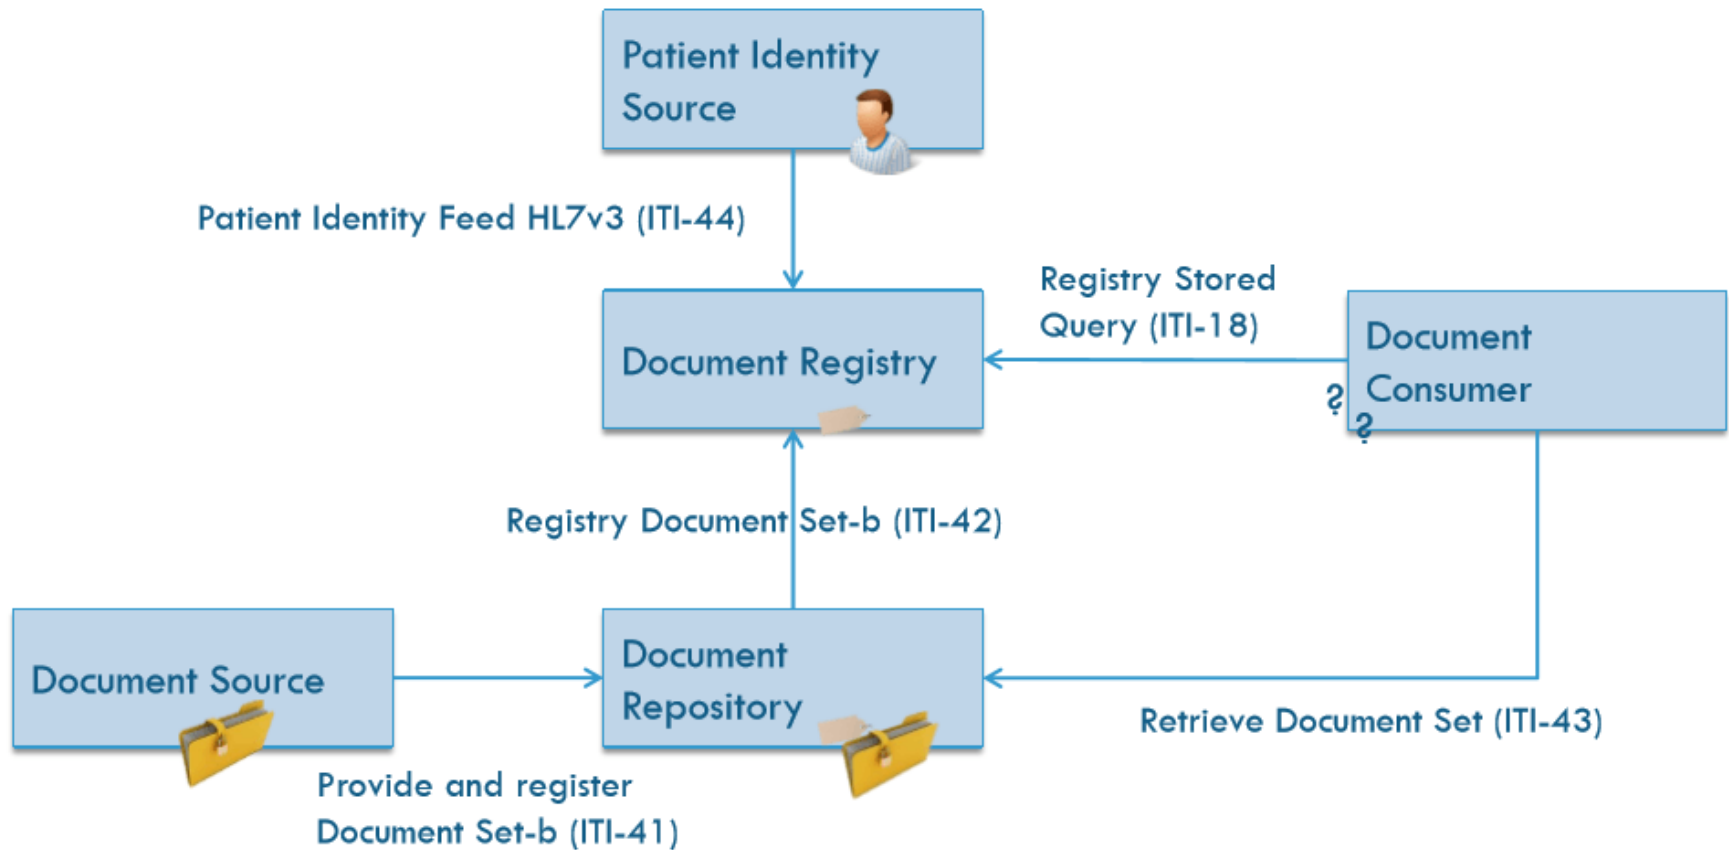 Patient Identity
Source
Patient Identity Feed HL7v3 (ITI-44)
Registry Stored
Query (ITI-18)
Document Registry
Document
Consumer
?
?
Registry Document Set-b (ITI-42)
Document Source
Document
Repository
Retrieve Document Set (ITI-43)
Provide and register
Document Set-b (ITI-41)